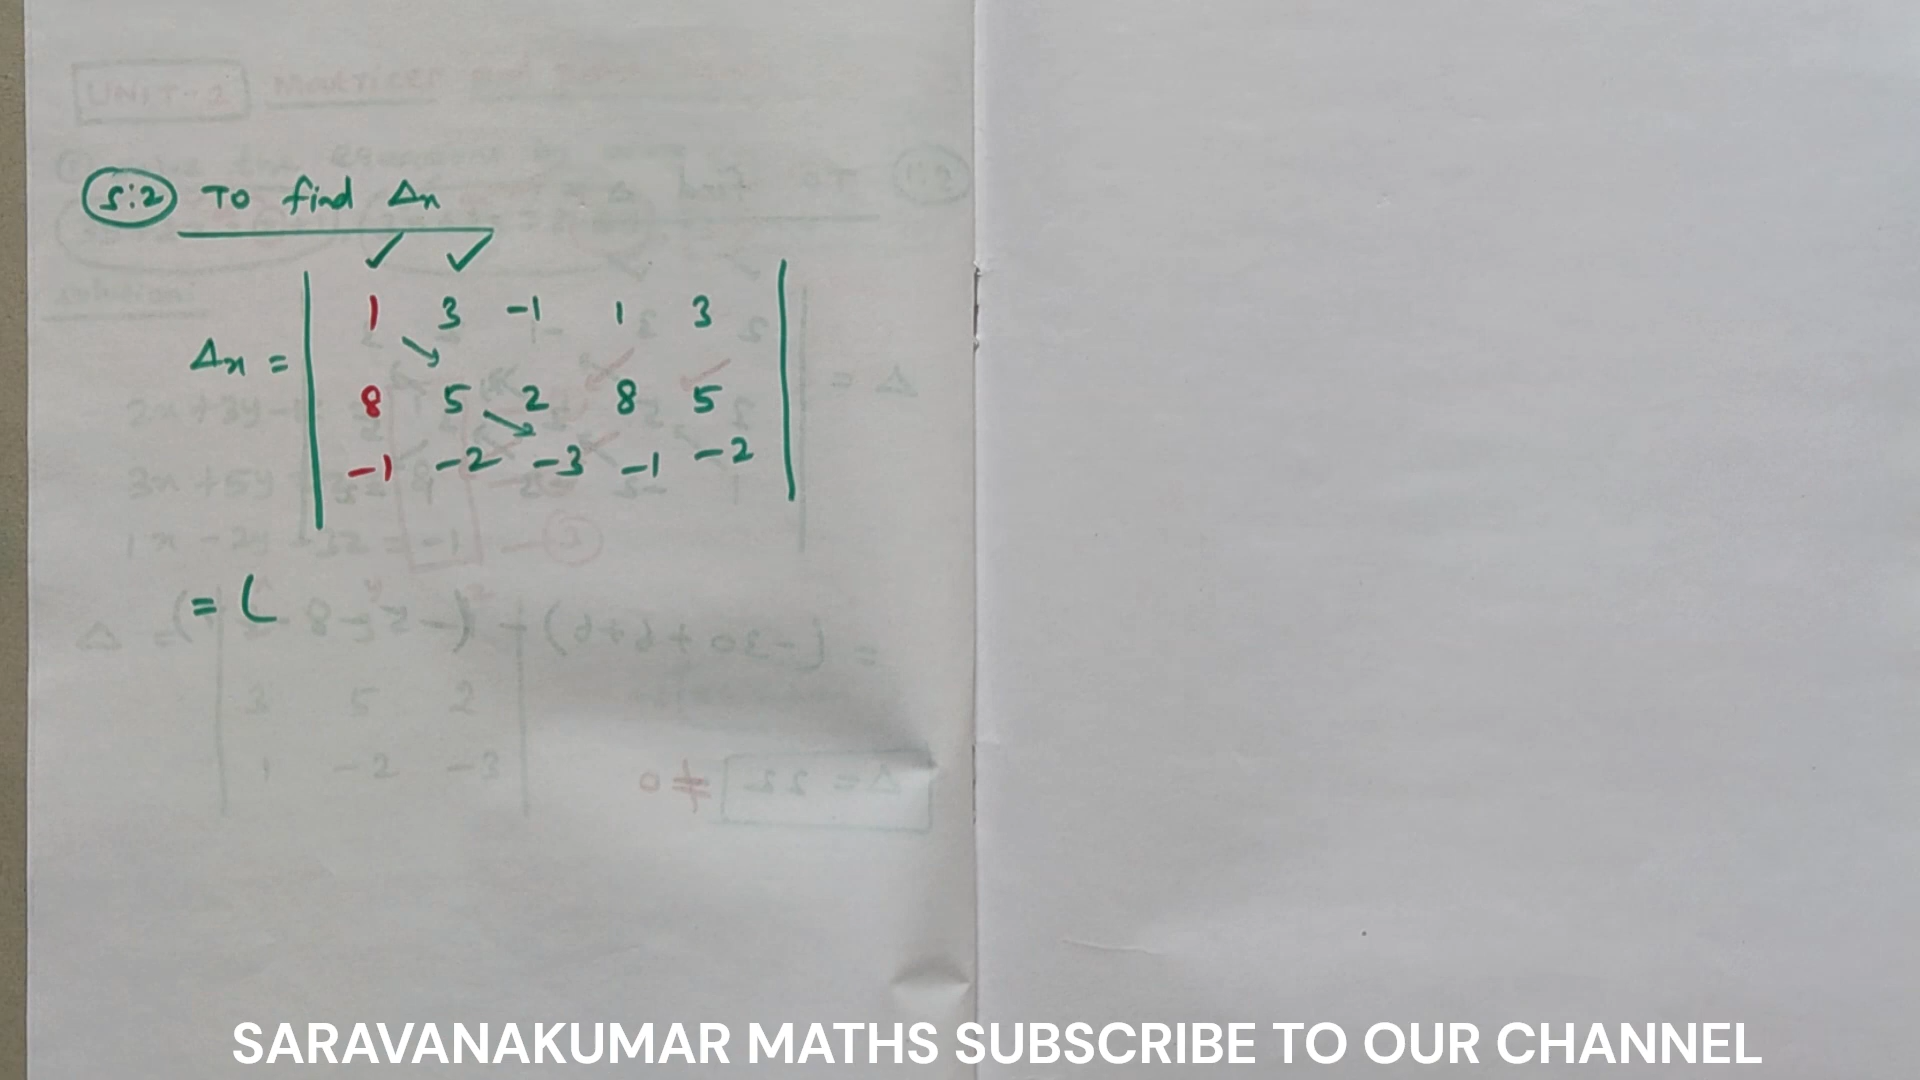 S:2 To find Δx
1 3 -1 1 3
Δx =
8 5 2 8 5
-1 -2 -3 -1 -2
= (
SARAVANAKUMAR MATHS SUBSCRIBE TO OUR CHANNEL